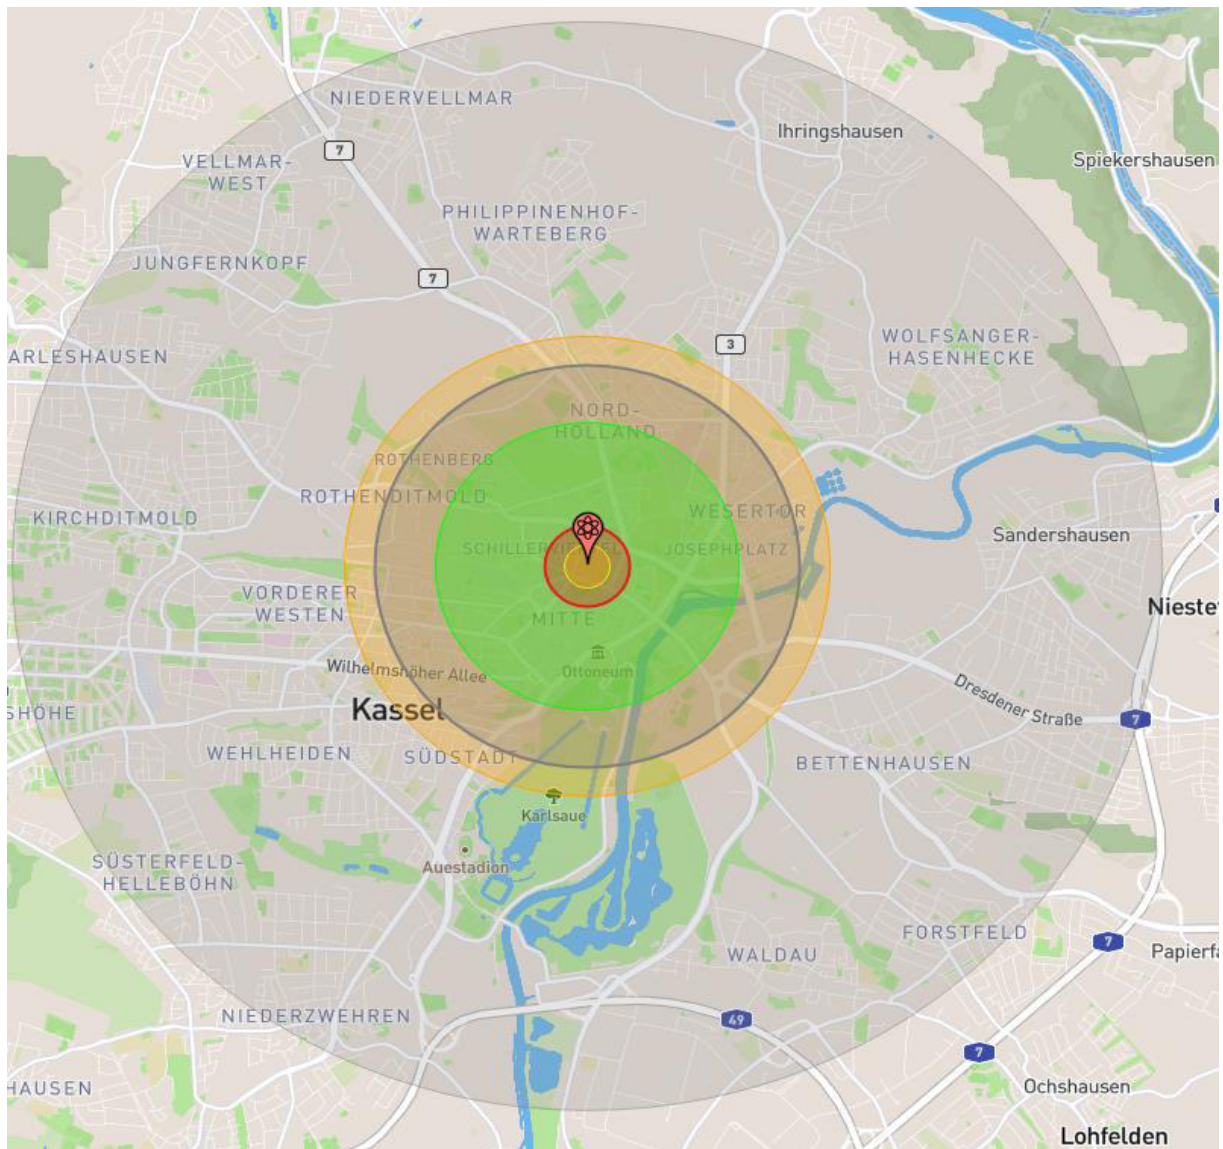 NIEDERVELLMAR
Ihringshausen
7
VELLMAR-
WEST
Spiekershausen
PHILIPPINENHOF-
WARTEBERG
JUNGFERNKOPF
7
3
WOLFSANGER-
HASENHECKE
ARLESHAUSEN
NORD-
HOLLAND
ROTHENBERG
ROTHENDITMOLD
WESERTOR
KIRCHDITMOLD
Sandershausen
JOSEPHPLATZ
VORDERER
WESTEN
Nieste
MITTE
Wilhelmshöher Allee
Ottoneum
Dresdener Straße
SHÖHE
Kassel
7
WEHLHEIDEN
SÜDSTADT
BETTENHAUSEN
Karlsaue
SÜSTERFELD-
HELLEBÖHN
Auestadion
FORSTFELD
7
WALDAU
Papierfa
NIEDERZWEHREN
49
7
HAUSEN
Ochshausen
Lohfelden